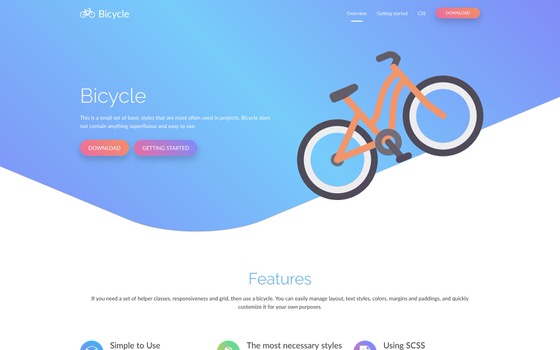 Bicycle
Overview Getting started CSS DOWNLOAD
Bicycle
This is a small set of basic styles that are most often used in projects. Bicycle does
not contain anything superfluous and easy to use.
DOWNLOAD GETTING STARTED
Features
If you need a set of helper classes, responsiveness and grid, then use a bicycle. You can easily manage layout, text styles, colors, margins and paddings, and quickly
customize it for your own purposes.
Simple to Use The most necessary styles Using SCSS